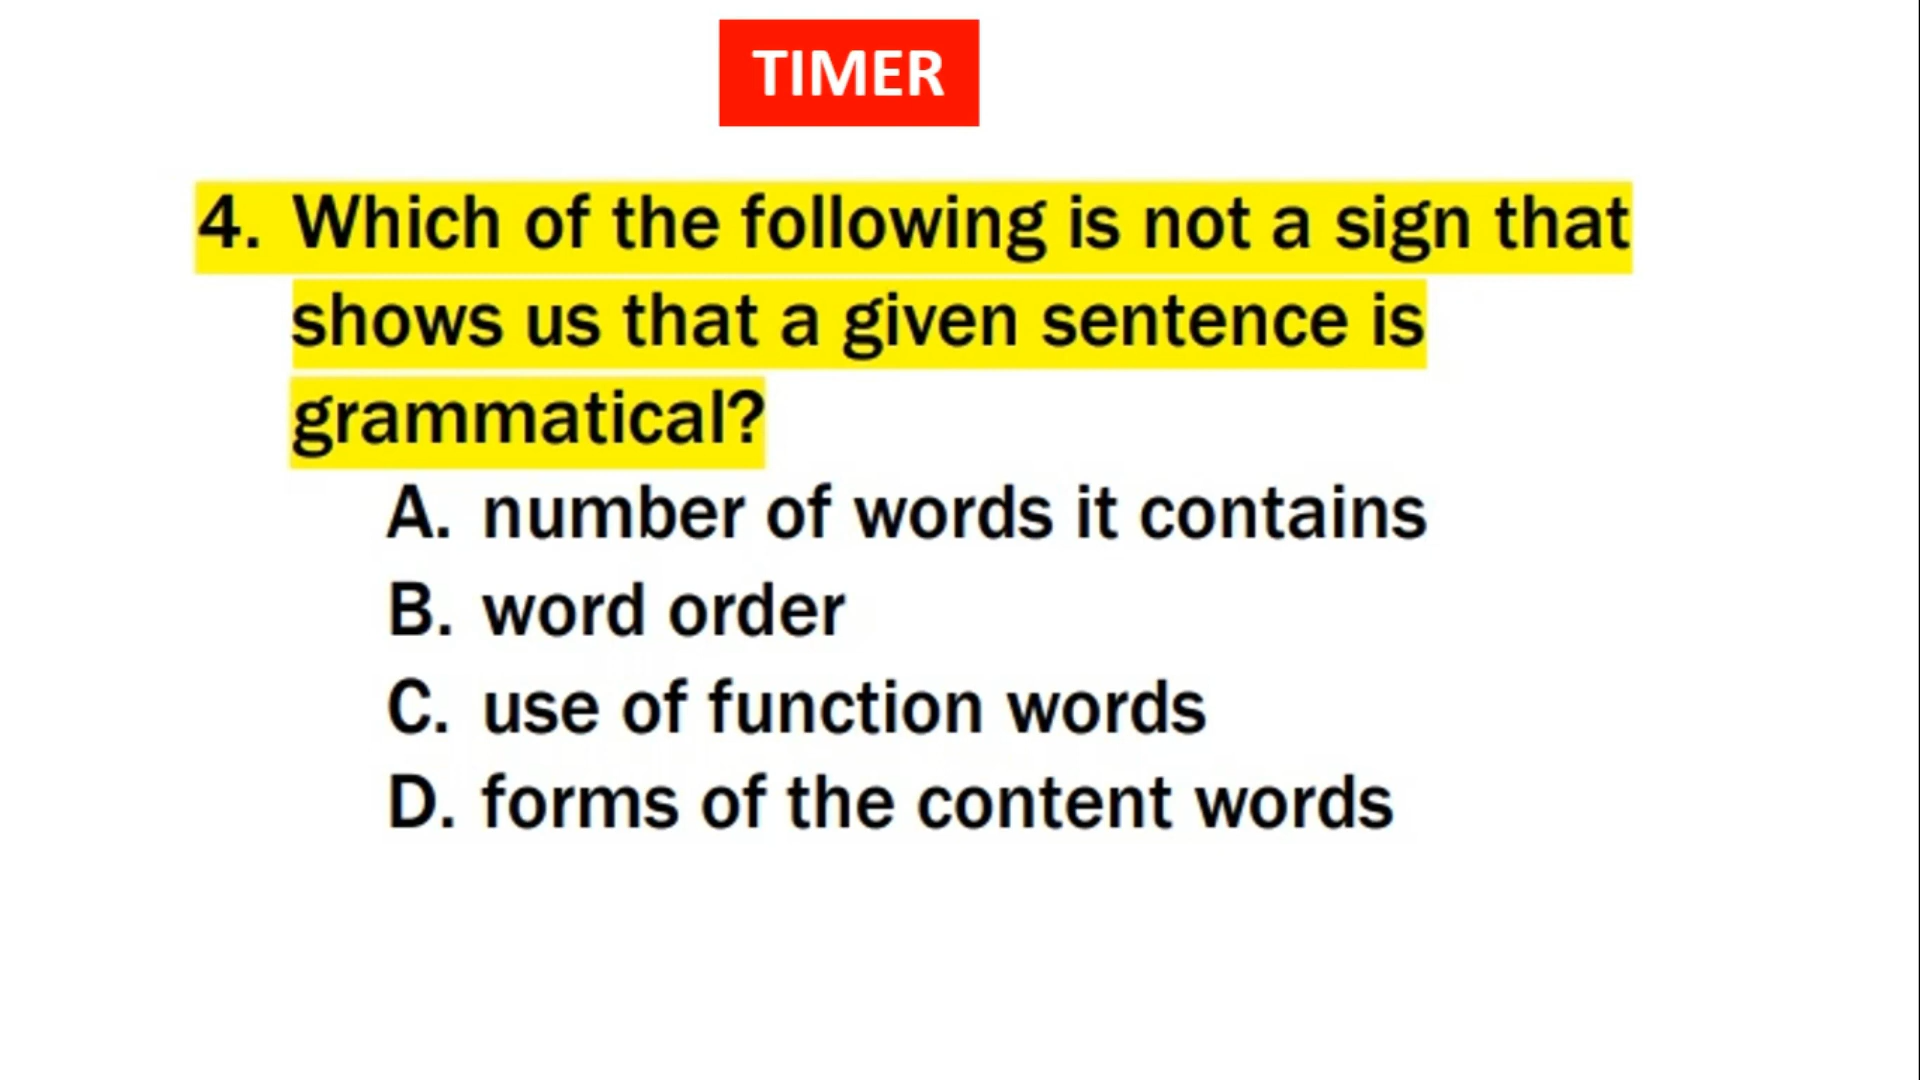 TIMER
4. Which of the following is not a sign that
shows us that a given sentence is
grammatical?
A. number of words it contains
B. word order
C. use of function words
D. forms of the content words